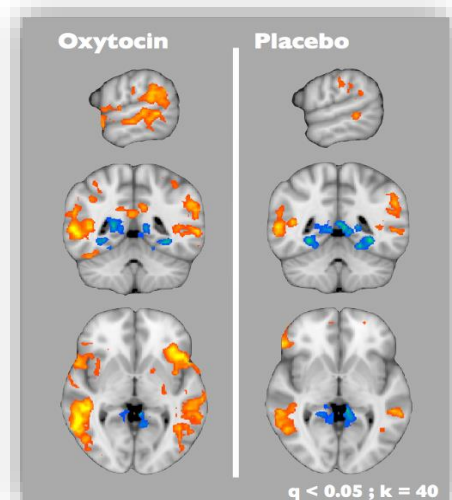 Oxytocin
Placebo
q < 0.05 ; k = 40